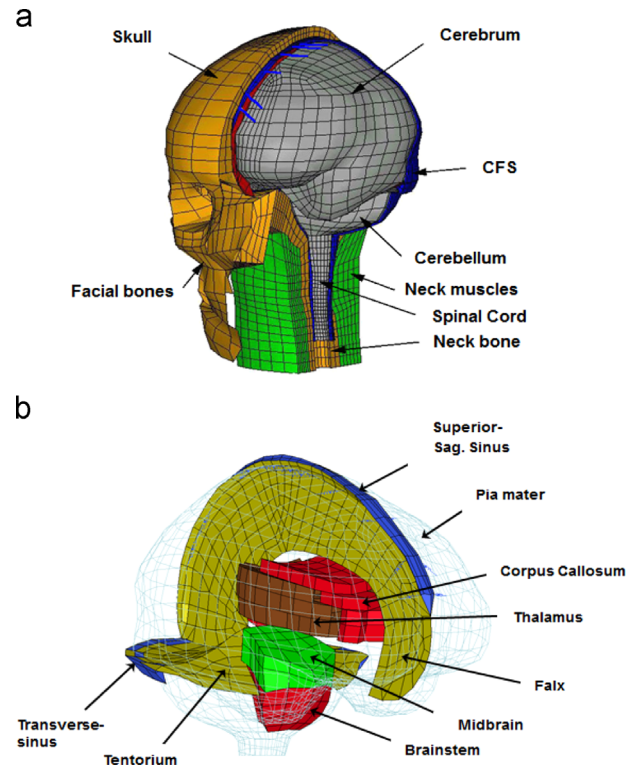 a
Skull
Cerebrum
CFS
Cerebellum
Facial bones
Neck muscles
Spinal Cord
Neck bone
b
Superior-
Sag. Sinus
Pia mater
Corpus Callosum
Thalamus
Falx
Midbrain
Transverse-
sinus
Brainstem
Tentorium